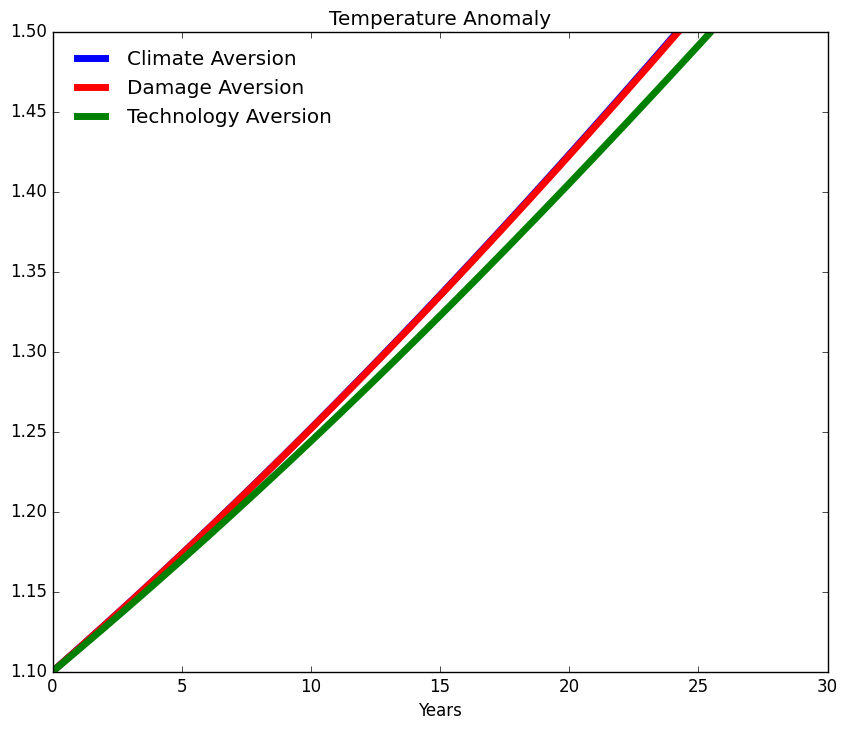 Temperature Anomaly
1.50
1.45
1.40
1.35
1.30
1.25
1.20
1.15
1.10
Climate Aversion
Damage Aversion
Technology Aversion
0 5 10 15 20 25 30
Years